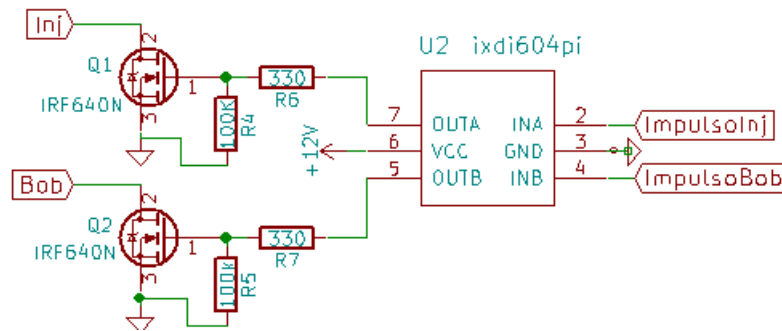 Inj
2
Q1
IRF640N
1
3
330
R6
100K
R4
+12V
U2 ixdi604pi
7 OUTA INA 2
6 VCC GND 3
5 OUTB INB 4
ImpulsoInj
ImpulsoBob
Bob
2
Q2
IRF640N
1
3
330
R7
100k
R5